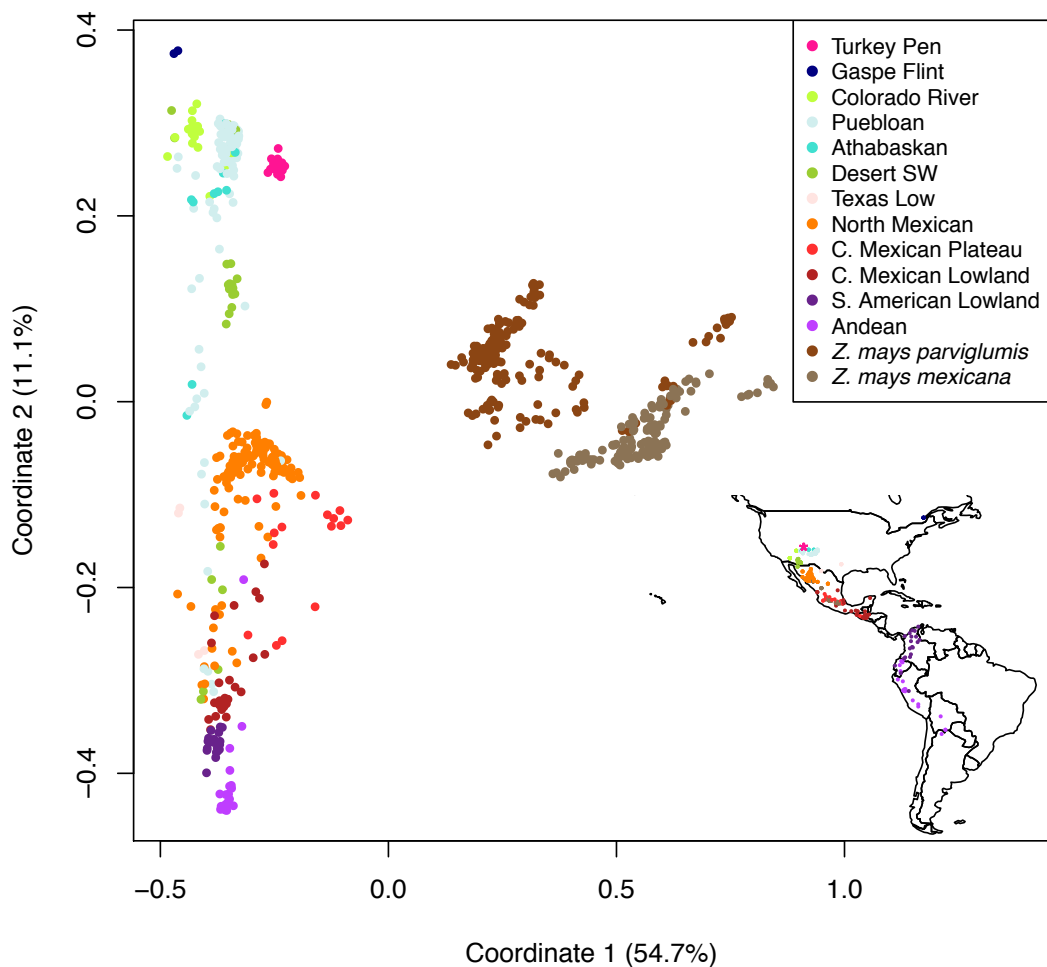 Turkey Pen
Gaspe Flint
Colorado River
Puebloan
Athabaskan
Desert SW
Texas Low
North Mexican
C. Mexican Plateau
C. Mexican Lowland
S. American Lowland
Andean
Z. mays parviglumis
Z. mays mexicana
Coordinate 2 (11.1%)
0.4
0.2
0.0
−0.2
−0.4
−0.5
0.0
0.5
1.0
Coordinate 1 (54.7%)